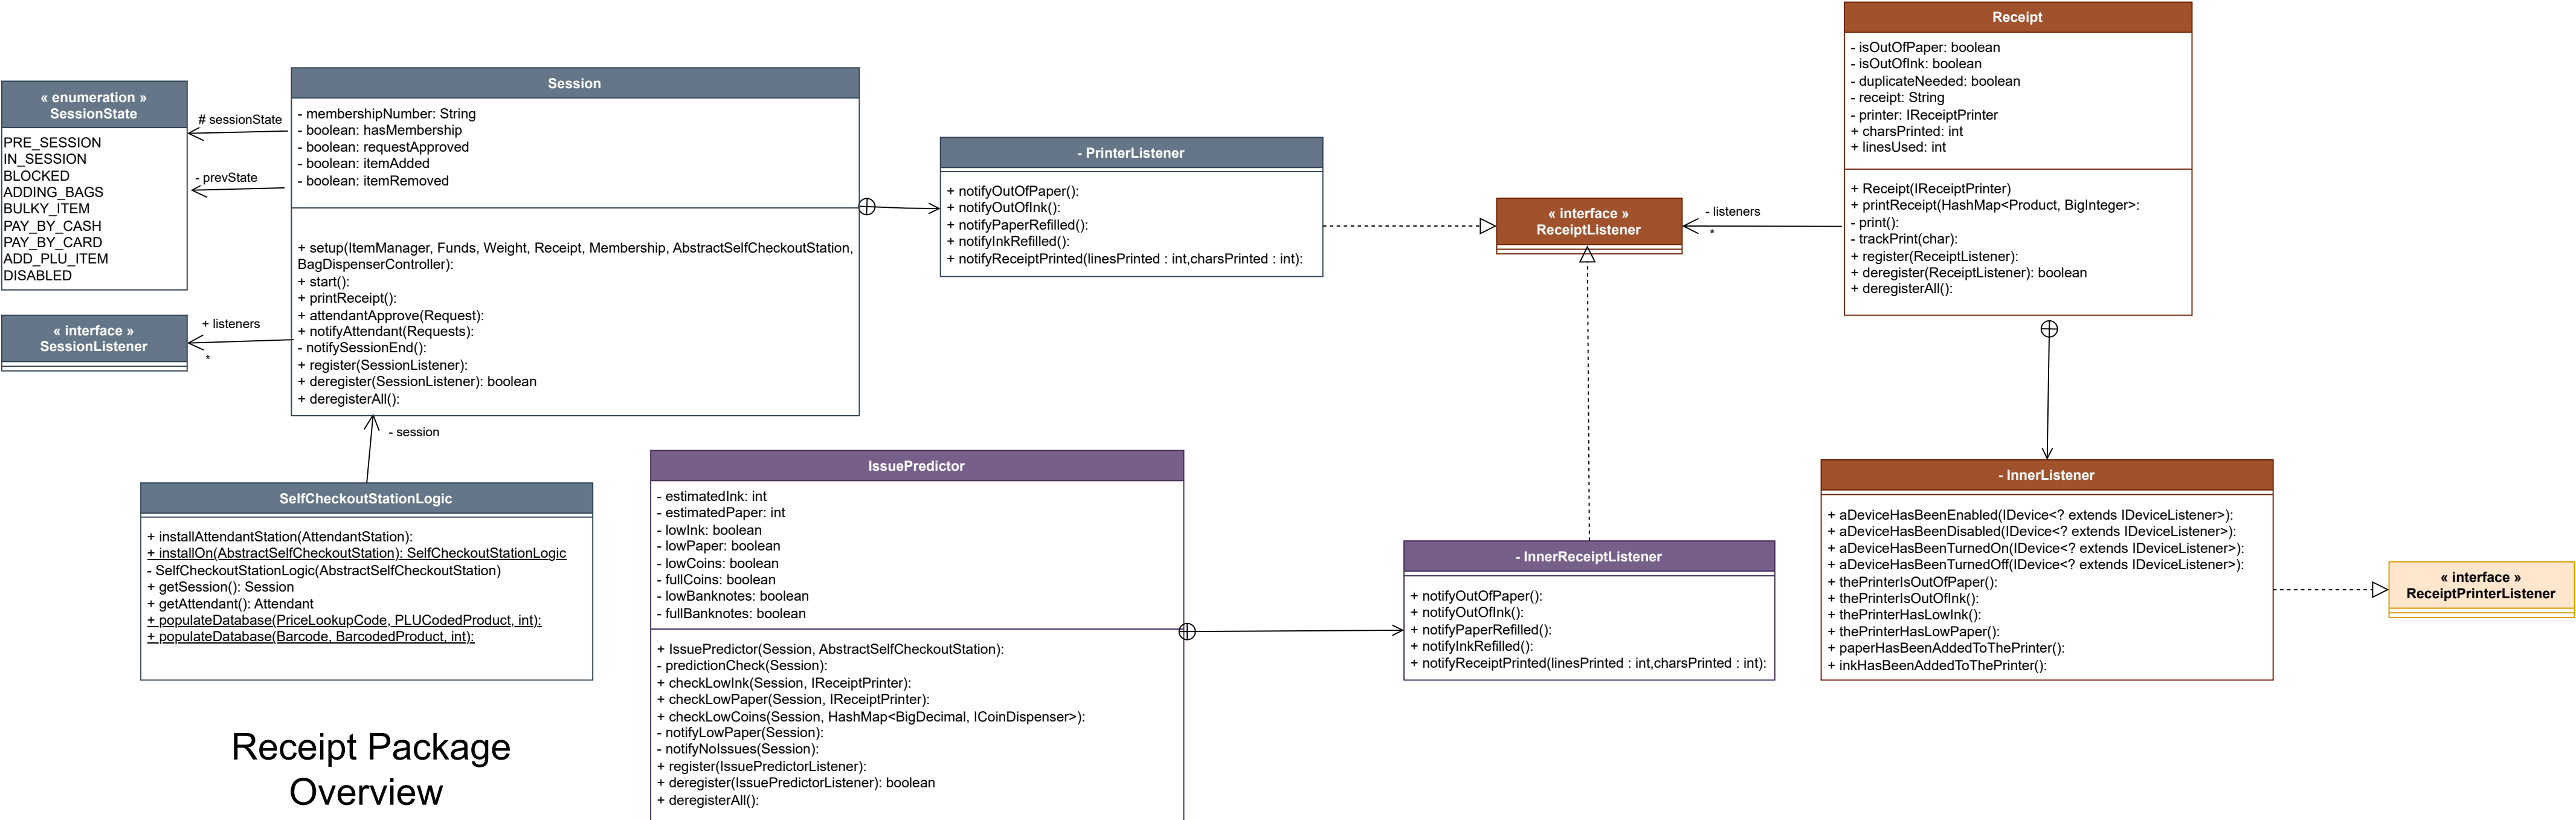 « enumeration »
SessionState
PRE_SESSION
IN_SESSION
BLOCKED
ADDING_BAGS
BULKY_ITEM
PAY_BY_CASH
PAY_BY_CARD
ADD_PLU_ITEM
DISABLED
# sessionState
- prevState
« interface »
SessionListener
+ listeners
*
Session
- membershipNumber: String
- boolean: hasMembership
- boolean: requestApproved
- boolean: itemAdded
- boolean: itemRemoved
+ setup(ItemManager, Funds, Weight, Receipt, Membership, AbstractSelfCheckoutStation,
BagDispenserController):
+ start():
+ printReceipt():
+ attendantApprove(Request):
+ notifyAttendant(Requests):
- notifySessionEnd():
+ register(SessionListener):
+ deregister(SessionListener): boolean
+ deregisterAll():
- session
SelfCheckoutStationLogic
+ installAttendantStation(AttendantStation):
+ installOn(AbstractSelfCheckoutStation): SelfCheckoutStationLogic
- SelfCheckoutStationLogic(AbstractSelfCheckoutStation)
+ getSession(): Session
+ getAttendant(): Attendant
+ populateDatabase(PriceLookupCode, PLUCodedProduct, int):
+ populateDatabase(Barcode, BarcodedProduct, int):
Receipt Package
Overview
- PrinterListener
+ notifyOutOfPaper():
+ notifyOutOfInk():
+ notifyPaperRefilled():
+ notifyInkRefilled():
+ notifyReceiptPrinted(linesPrinted : int,charsPrinted : int):
IssuePredictor
- estimatedInk: int
- estimatedPaper: int
- lowInk: boolean
- lowPaper: boolean
- lowCoins: boolean
- fullCoins: boolean
- lowBanknotes: boolean
- fullBanknotes: boolean
+ IssuePredictor(Session, AbstractSelfCheckoutStation):
- predictionCheck(Session):
+ checkLowInk(Session, IReceiptPrinter):
+ checkLowPaper(Session, IReceiptPrinter):
+ checkLowCoins(Session, HashMap<BigDecimal, ICoinDispenser>):
- notifyLowPaper(Session):
- notifyNoIssues(Session):
+ register(IssuePredictorListener):
+ deregister(IssuePredictorListener): boolean
+ deregisterAll():
« interface »
ReceiptListener
- listeners
*
- InnerReceiptListener
+ notifyOutOfPaper():
+ notifyOutOfInk():
+ notifyPaperRefilled():
+ notifyInkRefilled():
+ notifyReceiptPrinted(linesPrinted : int,charsPrinted : int):
Receipt
- isOutOfPaper: boolean
- isOutOfInk: boolean
- duplicateNeeded: boolean
- receipt: String
- printer: IReceiptPrinter
+ charsPrinted: int
+ linesUsed: int
+ Receipt(IReceiptPrinter)
+ printReceipt(HashMap<Product, BigInteger>:
- print():
- trackPrint(char):
+ register(ReceiptListener):
+ deregister(ReceiptListener): boolean
+ deregisterAll():
- InnerListener
+ aDeviceHasBeenEnabled(IDevice<? extends IDeviceListener>):
+ aDeviceHasBeenDisabled(IDevice<? extends IDeviceListener>):
+ aDeviceHasBeenTurnedOn(IDevice<? extends IDeviceListener>):
+ aDeviceHasBeenTurnedOff(IDevice<? extends IDeviceListener>):
+ thePrinterIsOutOfPaper():
+ thePrinterIsOutOfInk():
+ thePrinterHasLowInk():
+ thePrinterHasLowPaper():
+ paperHasBeenAddedToThePrinter():
+ inkHasBeenAddedToThePrinter():
« interface »
ReceiptPrinterListener